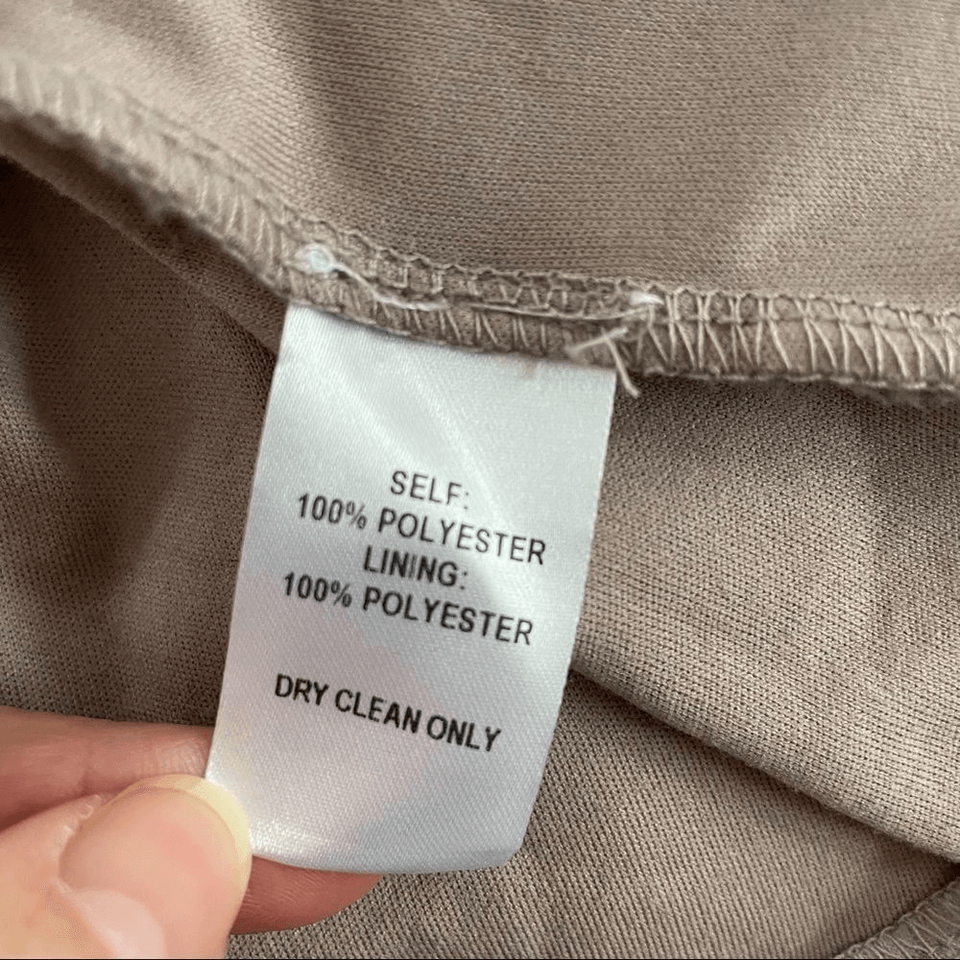 SELF:
100% POLYESTER
LINING:
100% POLYESTER
DRY CLEAN ONLY